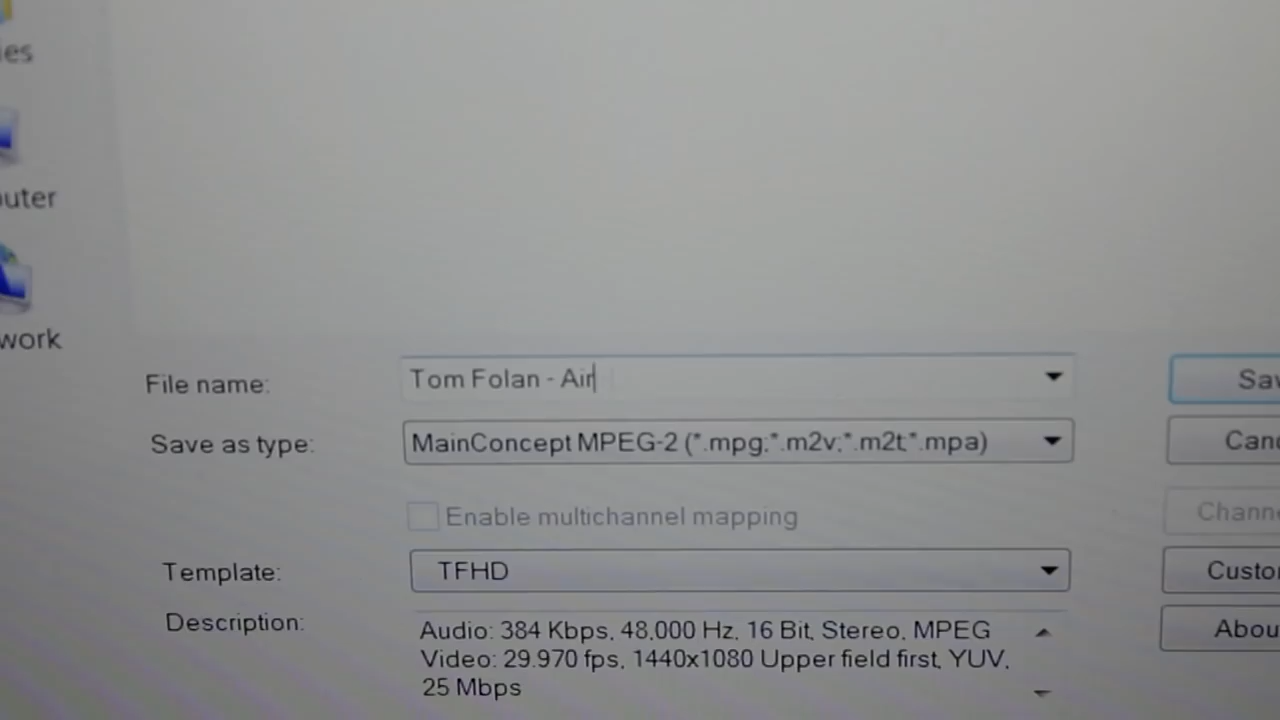 ies
uter
work
File name: Tom Folan - Air
Save as type: MainConcept MPEG-2 (*.mpg;*.m2v;*.m2t;*.mpa)
Enable multichannel mapping
Template: TFHD
Description: Audio: 384 Kbps, 48,000 Hz, 16 Bit, Stereo, MPEG
Video: 29.970 fps, 1440x1080 Upper field first, YUV,
25 Mbps
Sav
Canc
Chann
Custo
Abou